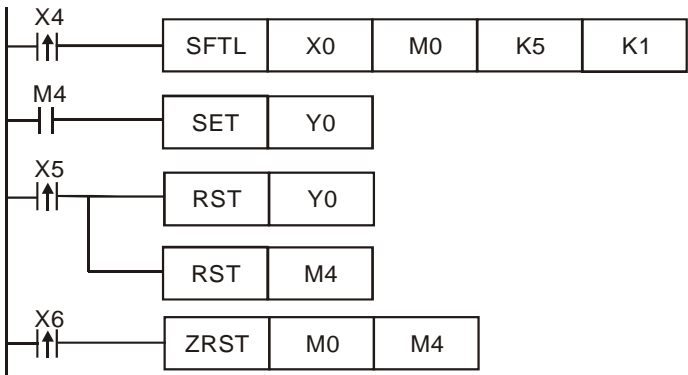 X4
SFTL X0 M0 K5 K1
M4
SET Y0
X5
RST Y0
RST M4
X6
ZRST M0 M4